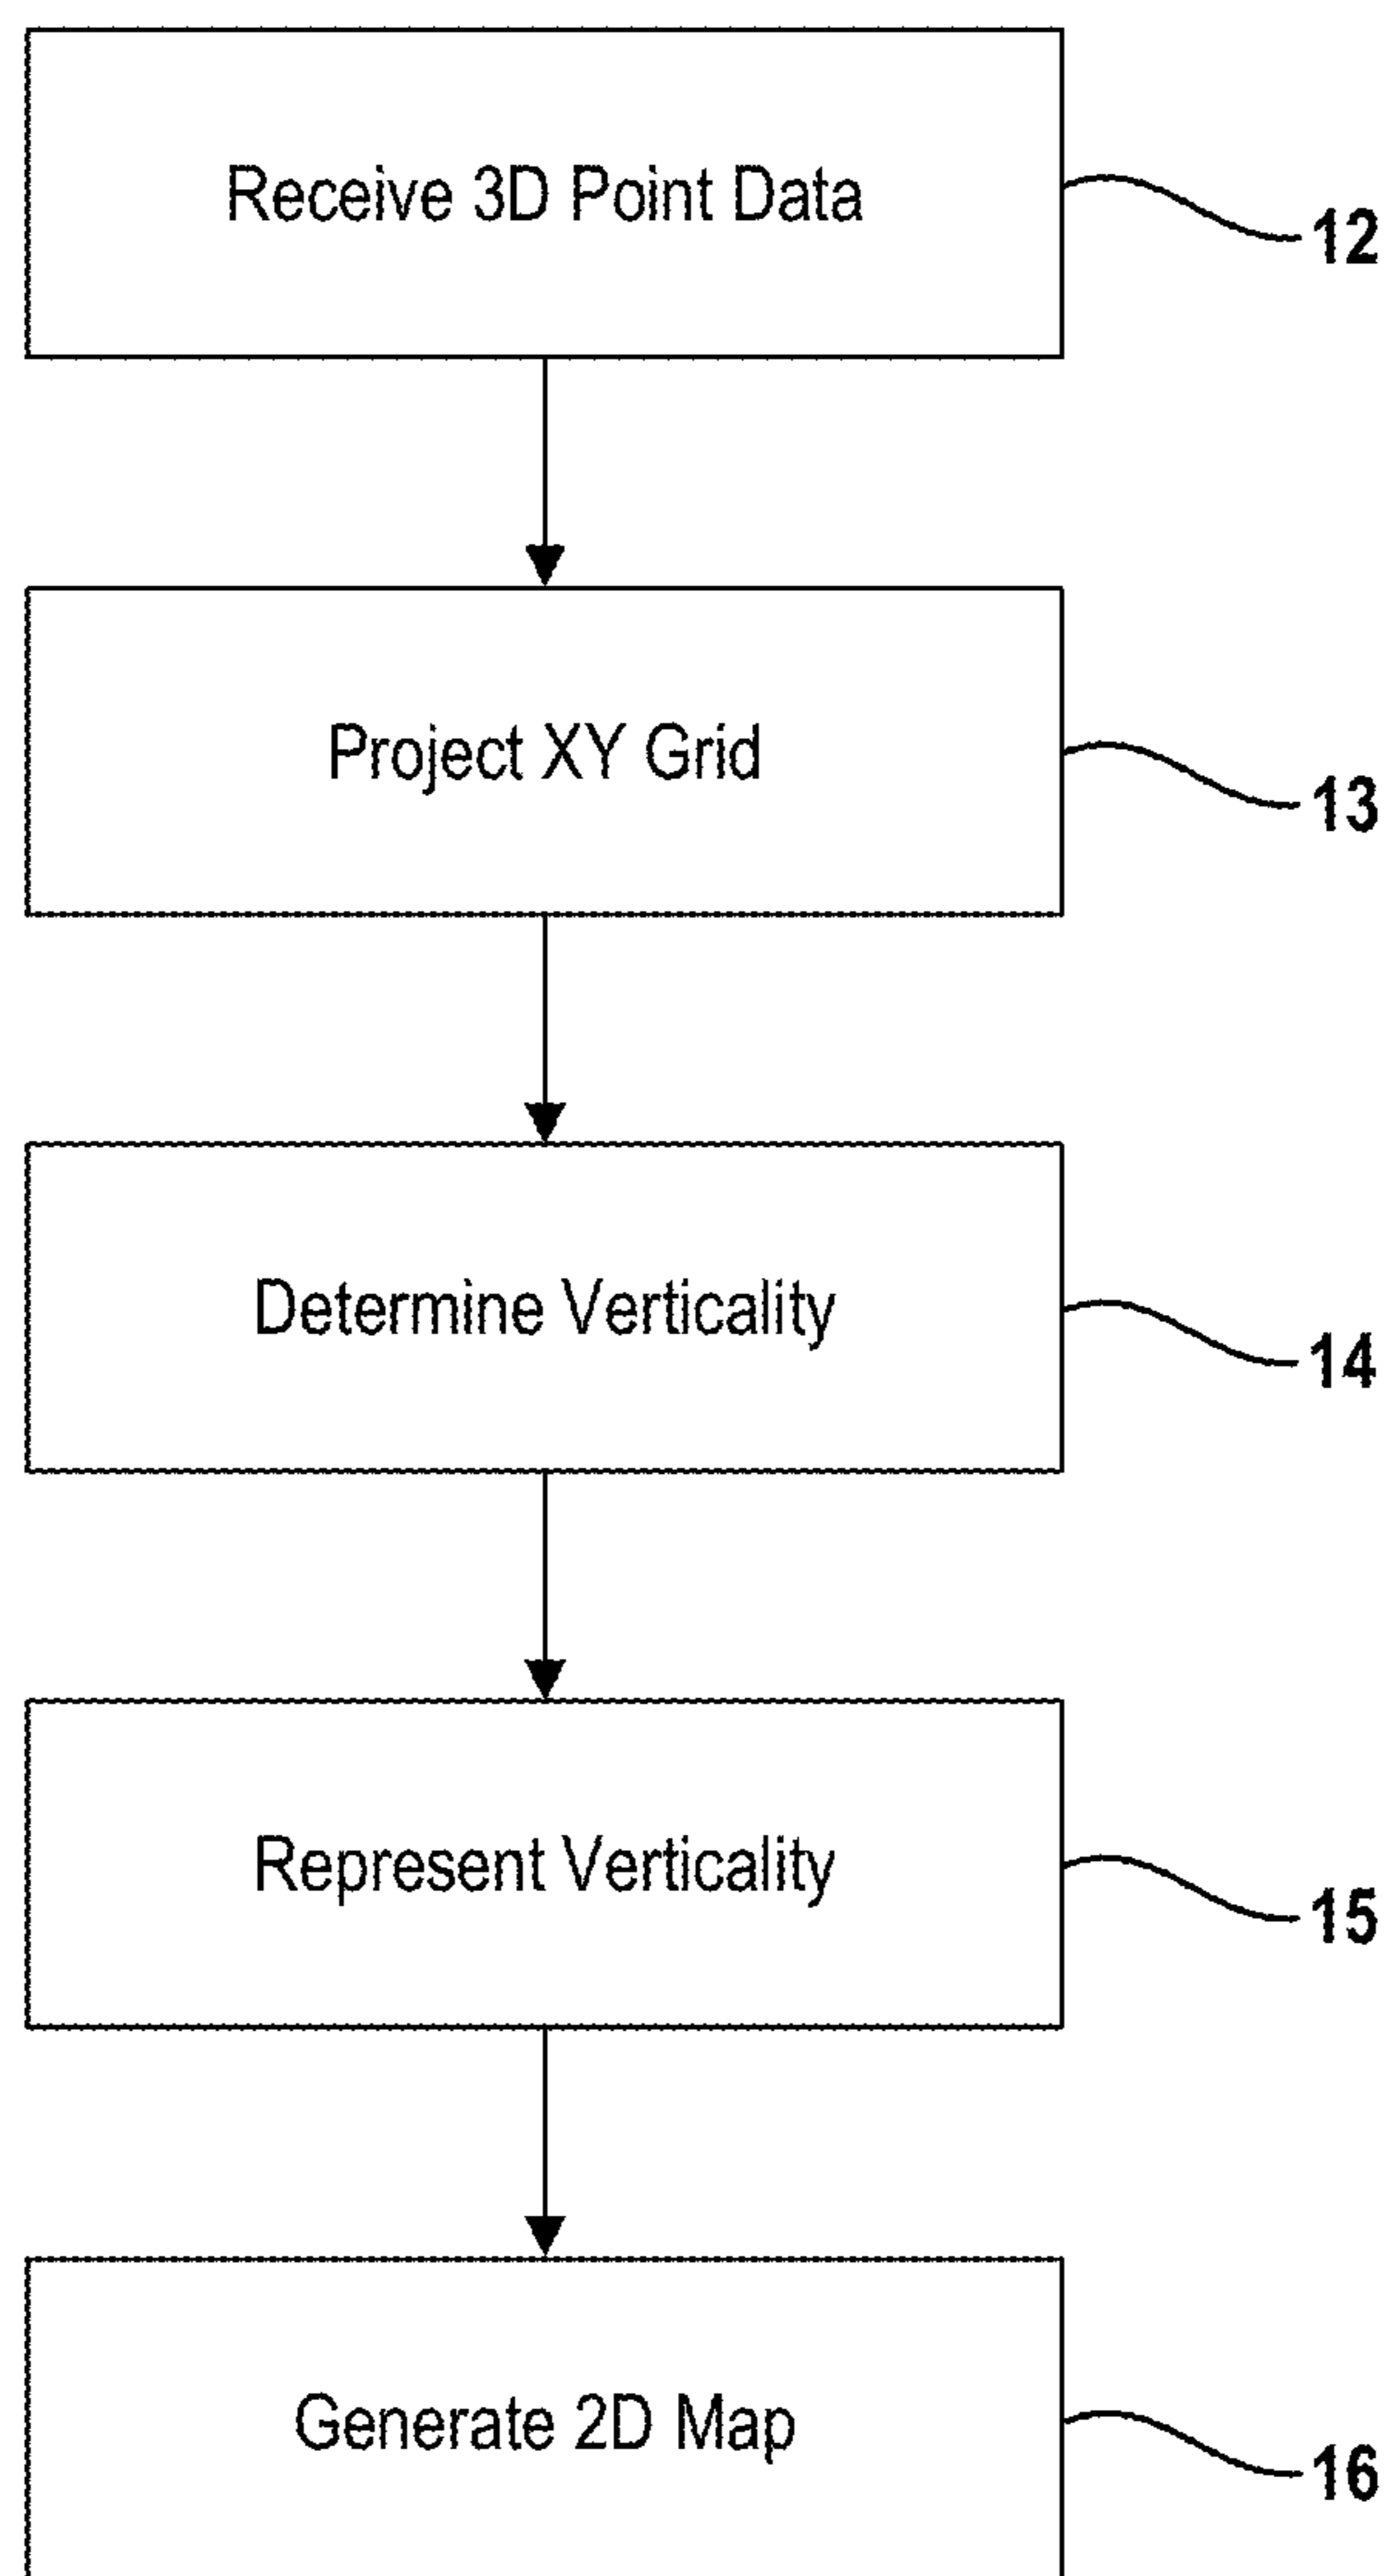 Receive 3D Point Data
12
Project XY Grid
13
Determine Verticality
14
Represent Verticality
15
Generate 2D Map
16